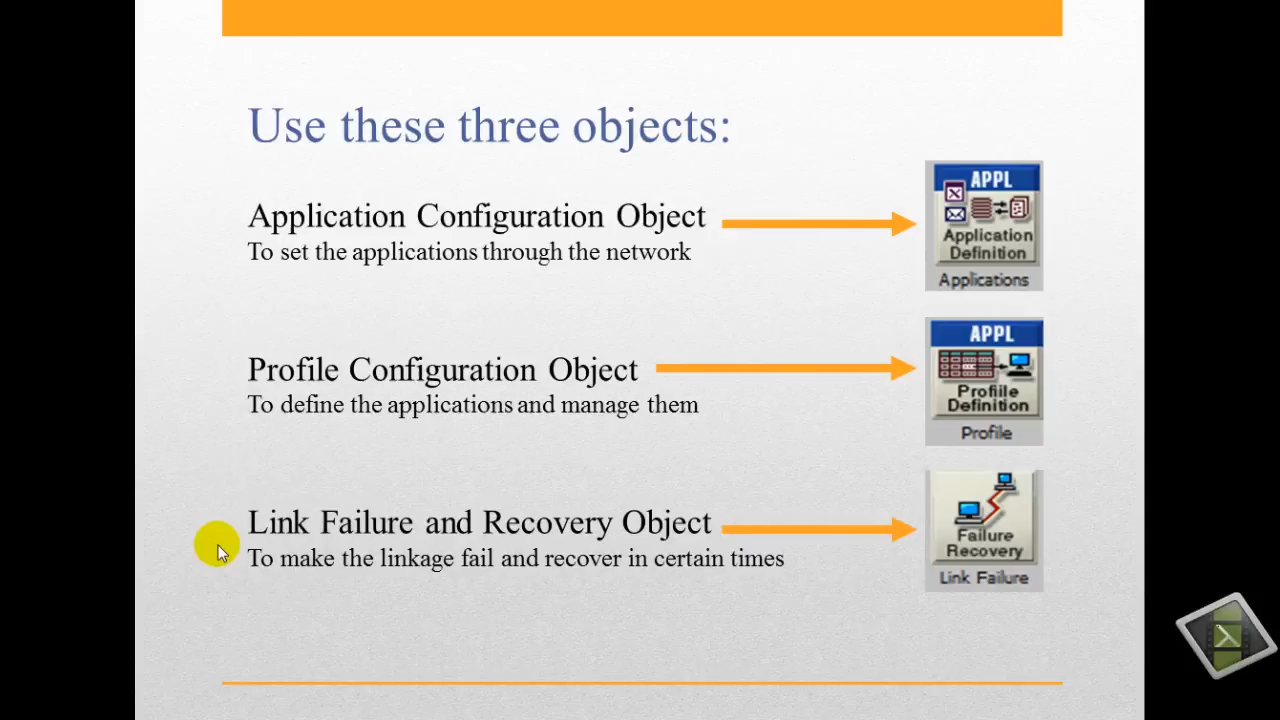 Use these three objects:
Application Configuration Object
To set the applications through the network
APPL
Application
Definition
Applications
Profile Configuration Object
To define the applications and manage them
APPL
Profile
Definition
Profile
Link Failure and Recovery Object
To make the linkage fail and recover in certain times
Failure
Recovery
Link Failure